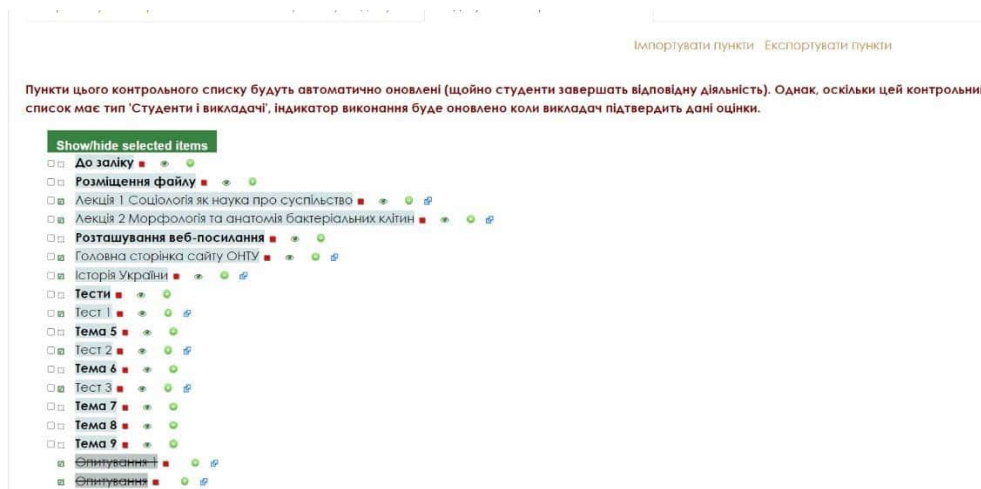 Імпортувати пункти Експортувати пункти
Пункти цього контрольного списку будуть автоматично оновлені (щойно студенти завершать відповідну діяльність). Однак, оскільки цей контрольний
список має тип 'Студенти і викладачі', індикатор виконання буде оновлено коли викладач підтвердить дані оцінки.
Show/hide selected items
До заліку
Розміщення файлу
Лекція 1 Соціологія як наука про суспільство
Лекція 2 Морфологія та анатомія бактеріальних клітин
Розташування веб-посилання
Головна сторінка сайту ОНТУ
Історія України
Тести
Тест 1
Тема 5
Тест 2
Тема 6
Тест 3
Тема 7
Тема 8
Тема 9
Опитування 1
Опитування